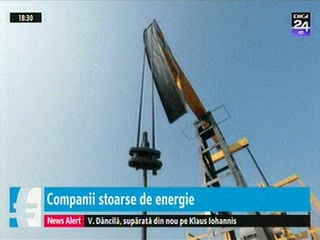 18:30
DIGI
24
HD
Companii stoarse de energie
News Alert V. Dăncilă, supărată din nou pe Klaus Iohannis